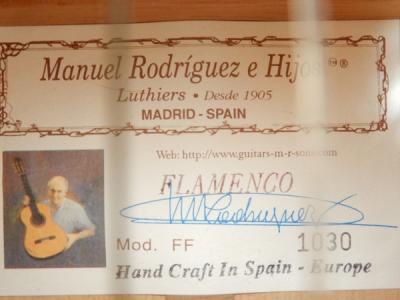 Manuel Rodríguez e Hijos ™®
Luthiers • Desde 1905
MADRID - SPAIN
Web: http://www.guitars-m-r-sons.com
FLAMENCO
Mod. FF 1030
Hand Craft In Spain - Europe